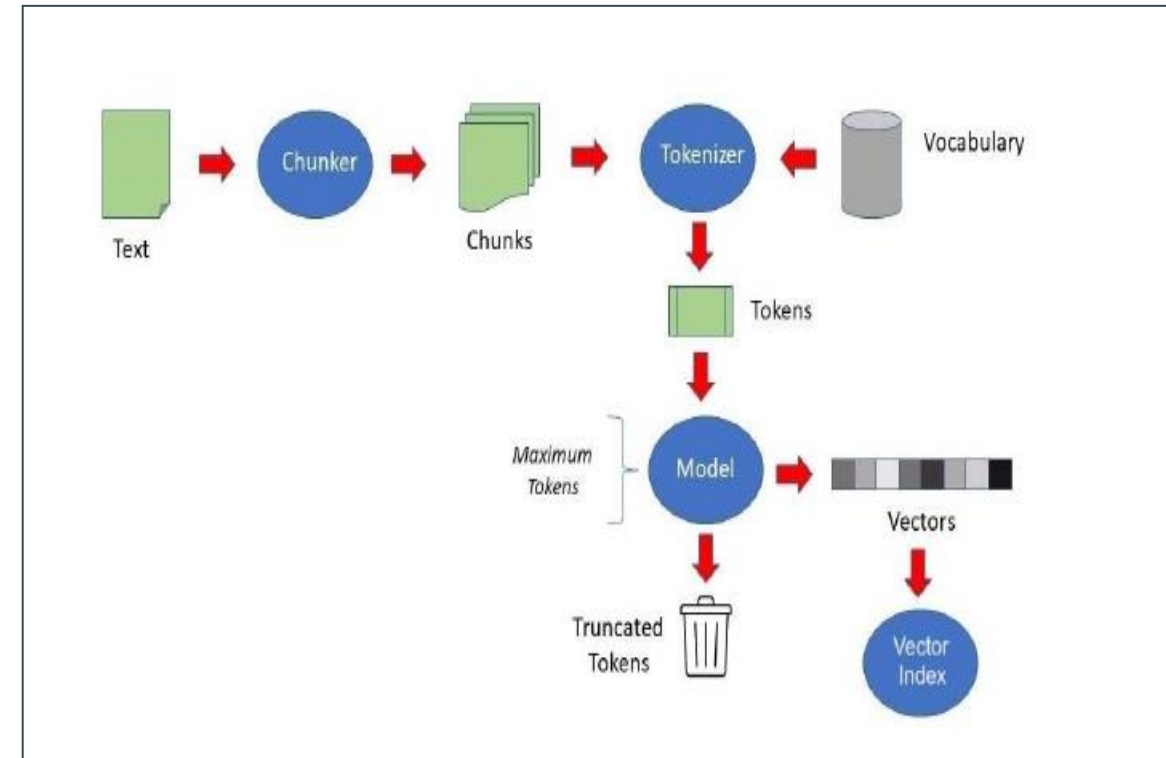 Chunker
Tokenizer
Vocabulary
Text
Chunks
Tokens
Maximum
Tokens
Model
Vectors
Truncated
Tokens
Vector
Index